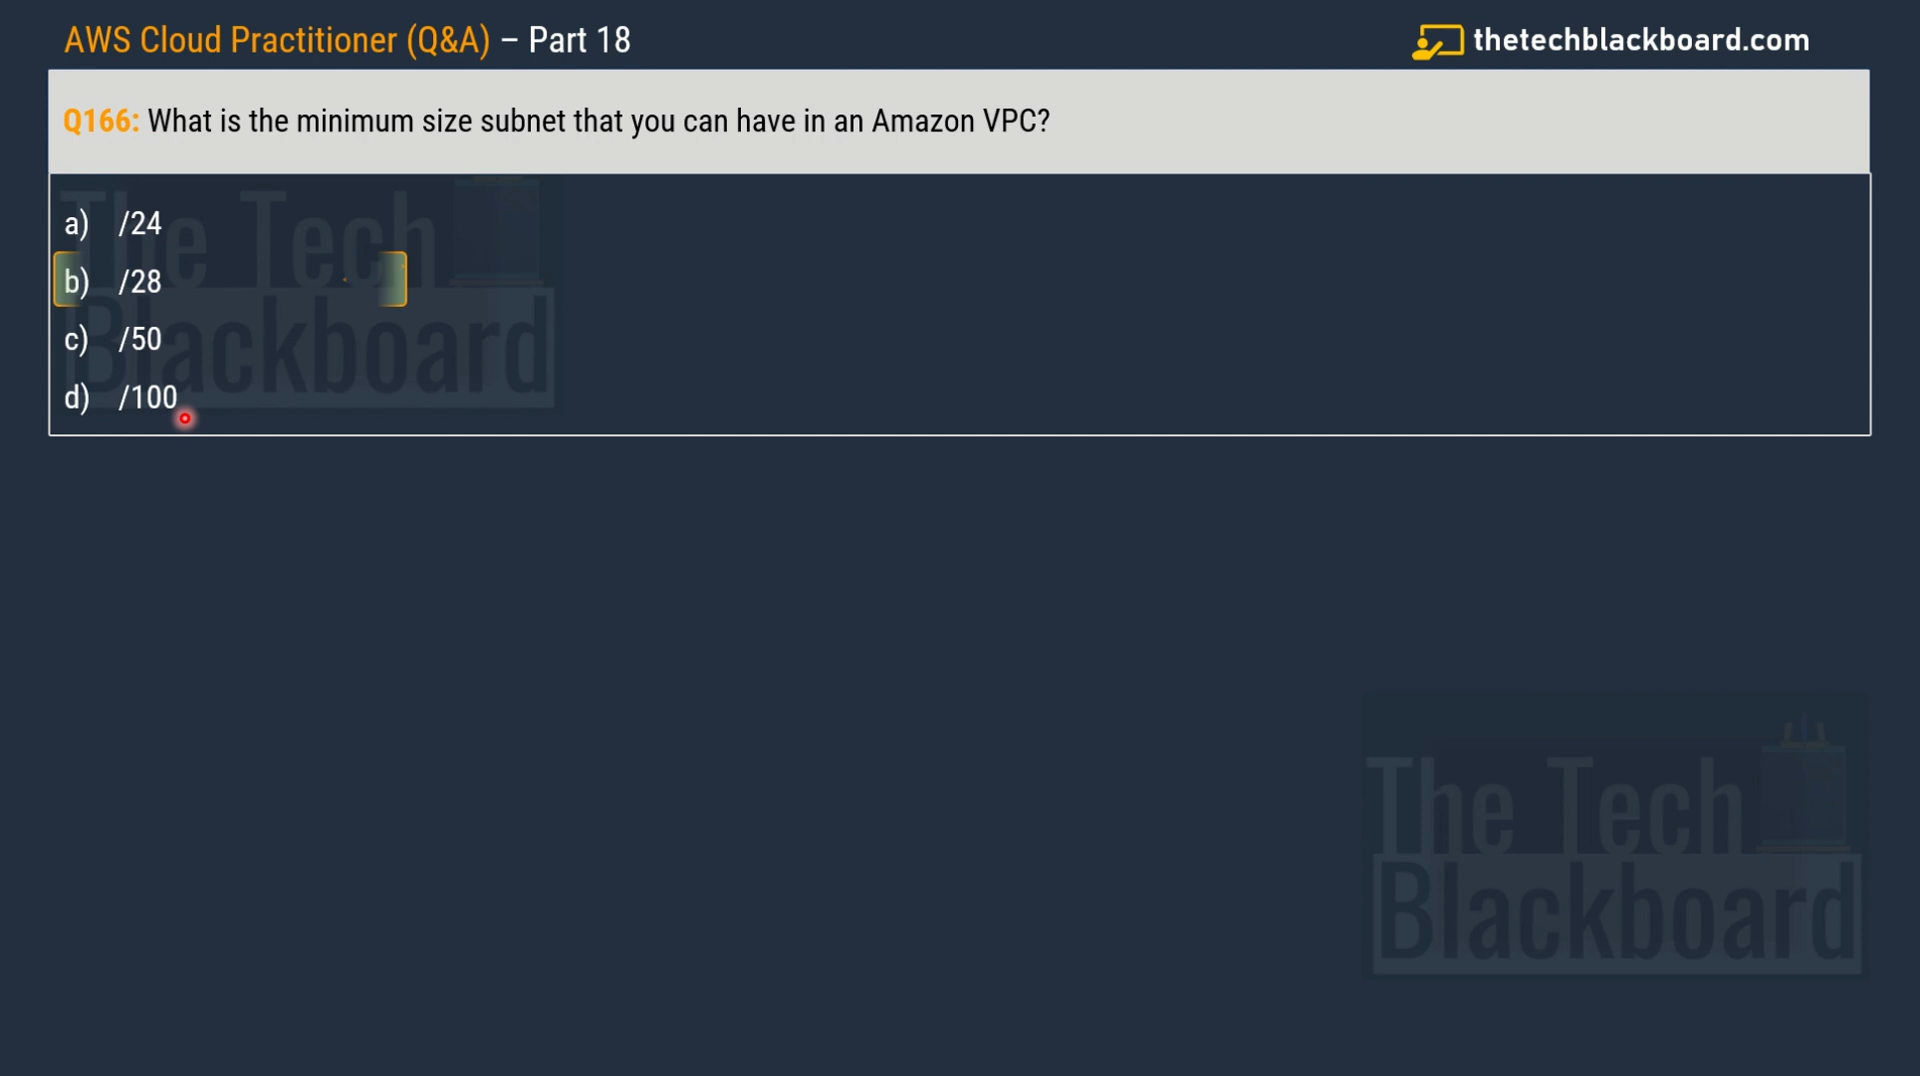 AWS Cloud Practitioner (Q&A) – Part 18
thetechblackboard.com
Q166: What is the minimum size subnet that you can have in an Amazon VPC?
a) /24
b) /28
c) /50
d) /100
The Tech
Blackboard
The Tech
Blackboard